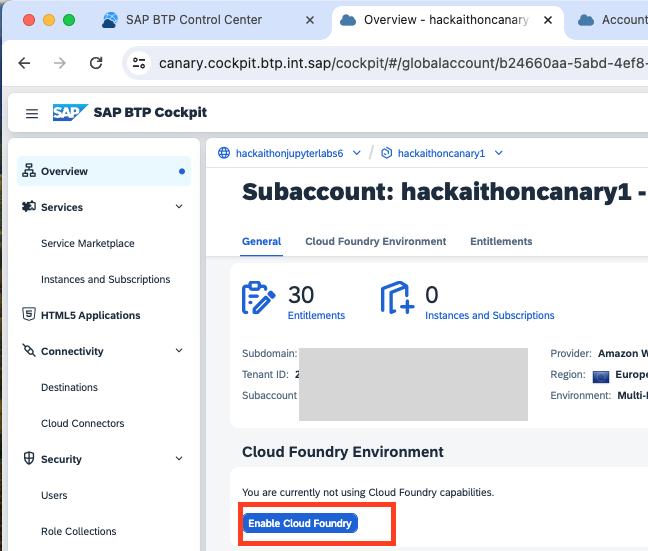 SAP BTP Control Center
Overview - hackaithoncanary
Account
canary.cockpit.btp.int.sap/cockpit/#/globalaccount/b24660aa-5abd-4ef8-
SAP SAP BTP Cockpit
hackaithonjupyterlabs6 / hackaithoncanary1
Overview
Services
Service Marketplace
Instances and Subscriptions
HTML5 Applications
Connectivity
Destinations
Cloud Connectors
Security
Users
Role Collections
Subaccount: hackaithoncanary1 -
General Cloud Foundry Environment Entitlements
30
Entitlements
0
Instances and Subscriptions
Subdomain:
Tenant ID: 2
Subaccount
Provider: Amazon W
Region: Europe
Environment: Multi-
Cloud Foundry Environment
You are currently not using Cloud Foundry capabilities.
Enable Cloud Foundry